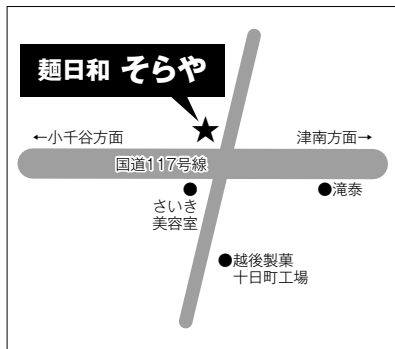 麺日和 そらや
←小千谷方面
津南方面→
国道117号線
さいき
美容室
滝泰
越後製菓
十日町工場